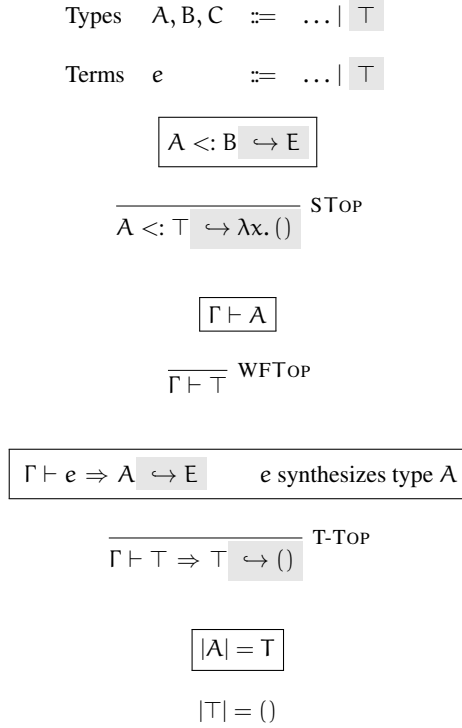 Types A, B, C ::= … | ⊤
Terms e ::= … | ⊤
A <: B ↪ E
A <: ⊤ ↪ λx. () STOP
Γ ⊢ A
Γ ⊢ ⊤ WFTOP
Γ ⊢ e ⇒ A ↪ E e synthesizes type A
Γ ⊢ ⊤ ⇒ ⊤ ↪ () T-TOP
|A| = T
|⊤| = ()